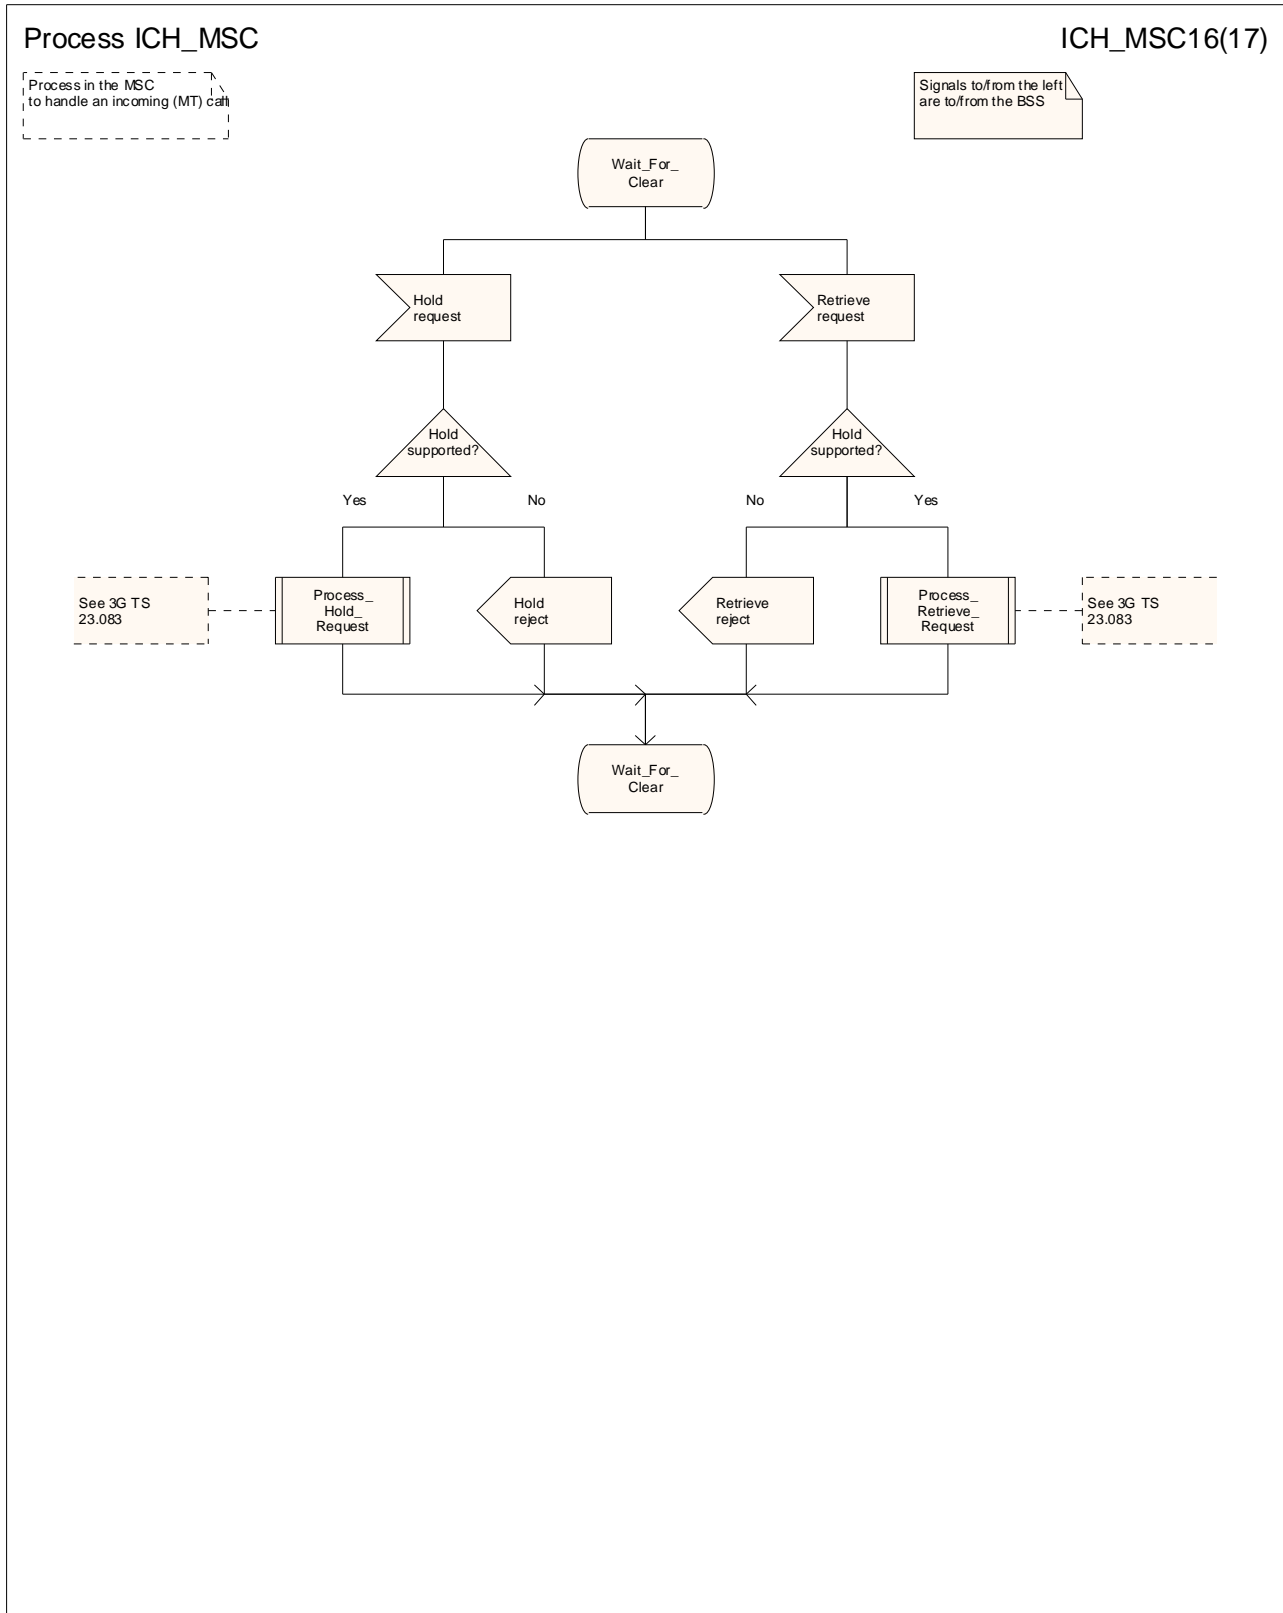 Process ICH_MSC
ICH_MSC16(17)
Process in the MSC
to handle an incoming (MT) call
Signals to/from the left
are to/from the BSS
Wait_For_
Clear
Hold
request
Retrieve
request
Hold
supported?
Hold
supported?
Yes
No
No
Yes
See 3G TS
23.083
Process_
Hold_
Request
Hold
reject
Retrieve
reject
Process_
Retrieve_
Request
See 3G TS
23.083
Wait_For_
Clear